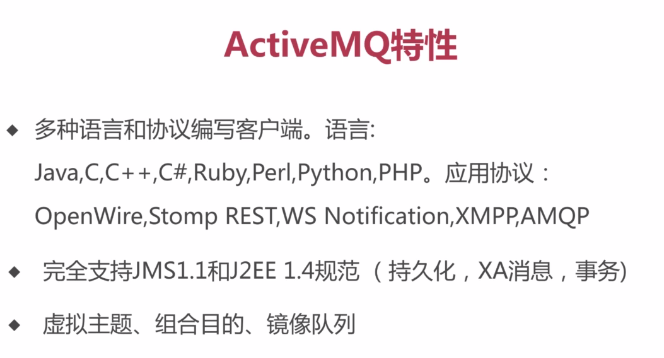 ActiveMQ特性
◆ 多种语言和协议编写客户端。语言:
Java,C,C++,C#,Ruby,Perl,Python,PHP。应用协议：
OpenWire,Stomp REST,WS Notification,XMPP,AMQP
◆ 完全支持JMS1.1和J2EE 1.4规范 （持久化，XA消息，事务)
◆ 虚拟主题、组合目的、镜像队列